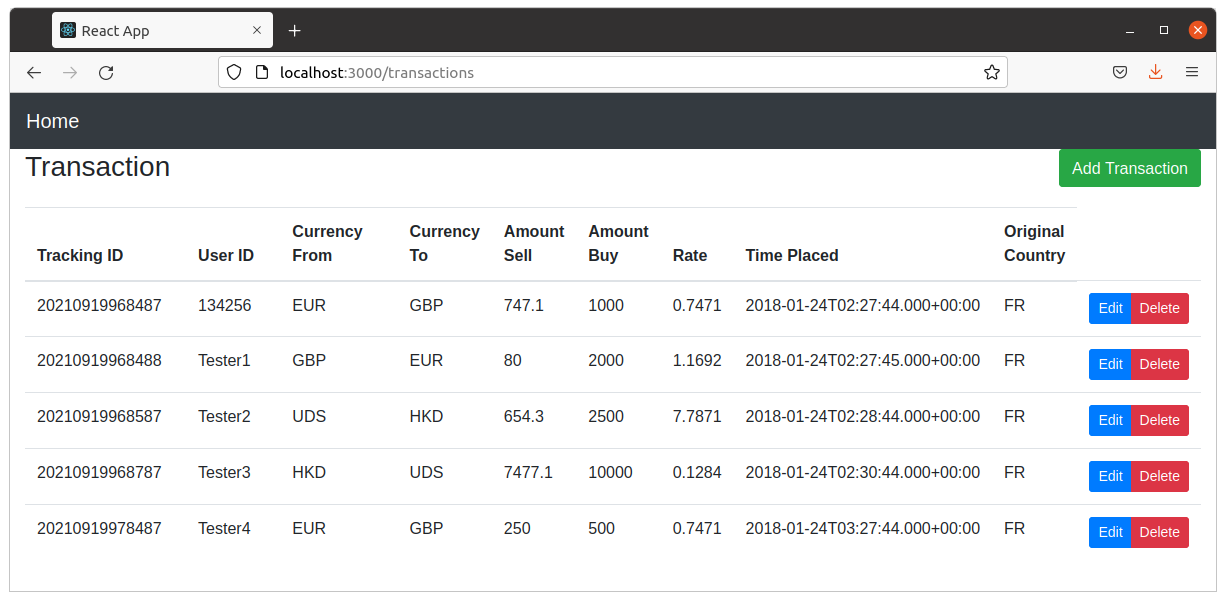 React App
localhost:3000/transactions
Home
Transaction
Add Transaction
Tracking ID User ID Currency From Currency To Amount Sell Amount Buy Rate Time Placed Original Country
20210919968487 134256 EUR GBP 747.1 1000 0.7471 2018-01-24T02:27:44.000+00:00 FR Edit Delete
20210919968488 Tester1 GBP EUR 80 2000 1.1692 2018-01-24T02:27:45.000+00:00 FR Edit Delete
20210919968587 Tester2 UDS HKD 654.3 2500 7.7871 2018-01-24T02:28:44.000+00:00 FR Edit Delete
20210919968787 Tester3 HKD UDS 7477.1 10000 0.1284 2018-01-24T02:30:44.000+00:00 FR Edit Delete
20210919978487 Tester4 EUR GBP 250 500 0.7471 2018-01-24T03:27:44.000+00:00 FR Edit Delete